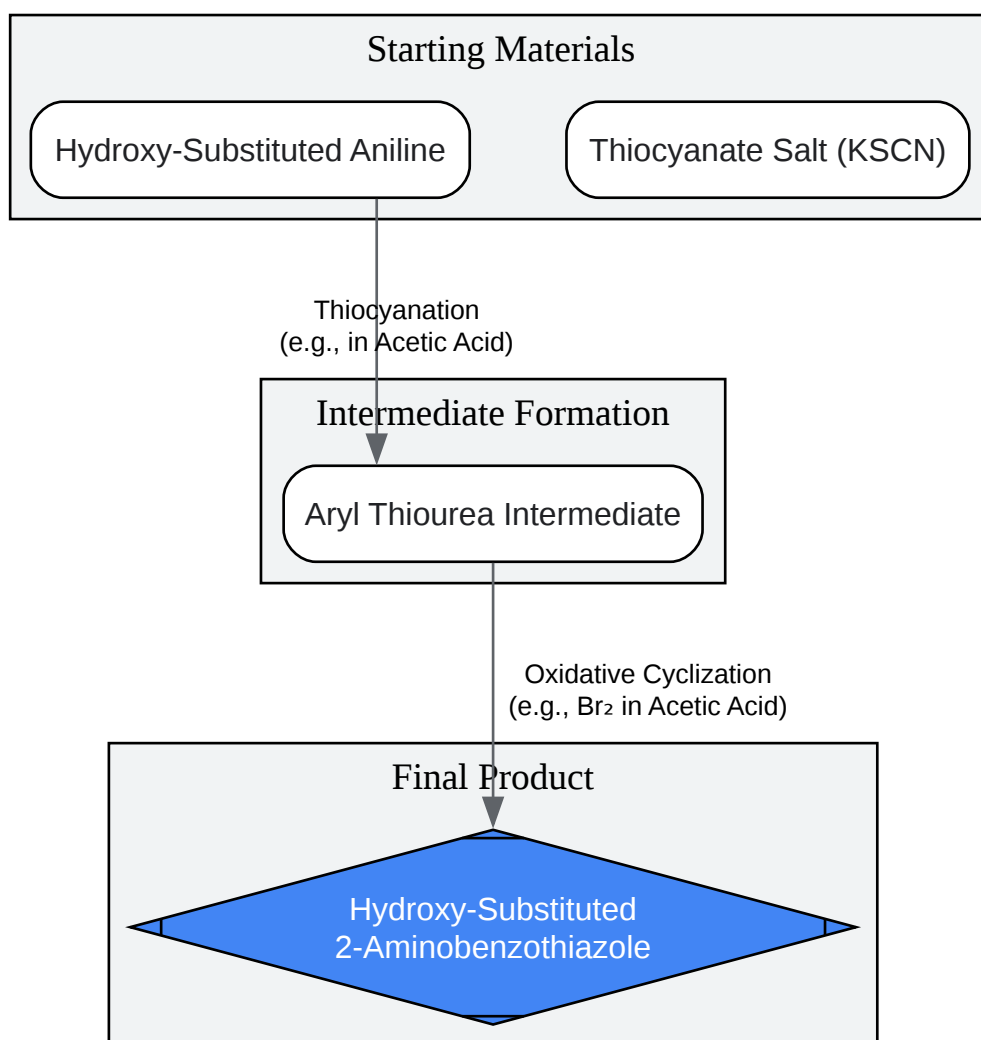 Starting Materials
Hydroxy-Substituted Aniline
Thiocyanate Salt (KSCN)
Thiocyanation
(e.g., in Acetic Acid)
Intermediate Formation
Aryl Thiourea Intermediate
Oxidative Cyclization
(e.g., Br₂ in Acetic Acid)
Final Product
Hydroxy-Substituted
2-Aminobenzothiazole